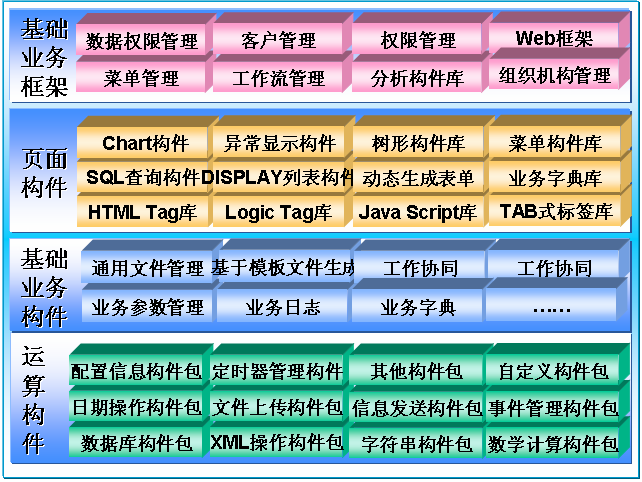 基础
业务
框架
数据权限管理 客户管理 权限管理 Web框架
菜单管理 工作流管理 分析构件库 组织机构管理
页面
构件
Chart构件 异常显示构件 树形构件库 菜单构件库
SQL查询构件 DISPLAY列表构件 动态生成表单 业务字典库
HTML Tag库 Logic Tag库 Java Script库 TAB式标签库
基础
业务
构件
通用文件管理 基于模板文件生成 工作协同 工作协同
业务参数管理 业务日志 业务字典 ……
运
算
构
件
配置信息构件包 定时器管理构件 其他构件包 自定义构件包
日期操作构件包 文件上传构件包 信息发送构件包 事件管理构件包
数据库构件包 XML操作构件包 字符串构件包 数学计算构件包